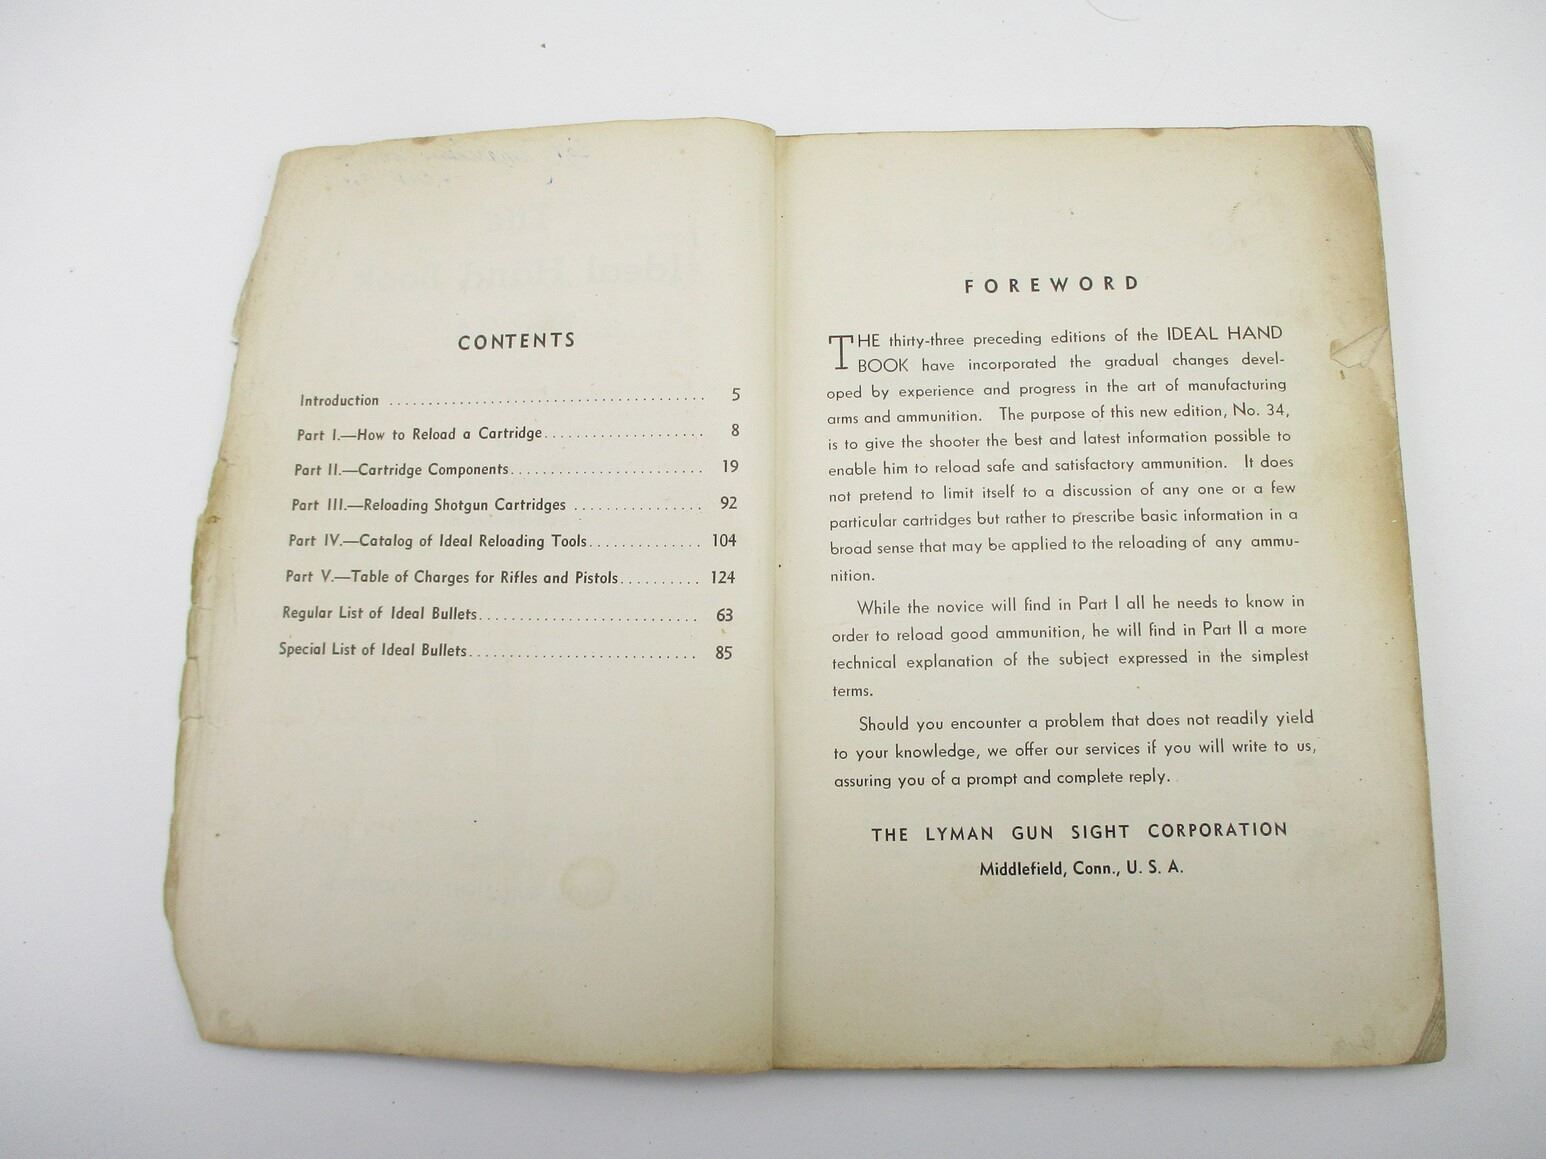 CONTENTS
Introduction ........................................ 5
Part I.—How to Reload a Cartridge.................... 8
Part II.—Cartridge Components........................ 19
Part III.—Reloading Shotgun Cartridges ................ 92
Part IV.—Catalog of Ideal Reloading Tools.............. 104
Part V.—Table of Charges for Rifles and Pistols.......... 124
Regular List of Ideal Bullets........................... 63
Special List of Ideal Bullets............................ 85
FOREWORD
THE thirty-three preceding editions of the IDEAL HAND
BOOK have incorporated the gradual changes devel-
oped by experience and progress in the art of manufacturing
arms and ammunition. The purpose of this new edition, No. 34,
is to give the shooter the best and latest information possible to
enable him to reload safe and satisfactory ammunition. It does
not pretend to limit itself to a discussion of any one or a few
particular cartridges but rather to prescribe basic information in a
broad sense that may be applied to the reloading of any ammu-
nition.
While the novice will find in Part I all he needs to know in
order to reload good ammunition, he will find in Part II a more
technical explanation of the subject expressed in the simplest
terms.
Should you encounter a problem that does not readily yield
to your knowledge, we offer our services if you will write to us,
assuring you of a prompt and complete reply.
THE LYMAN GUN SIGHT CORPORATION
Middlefield, Conn., U. S. A.